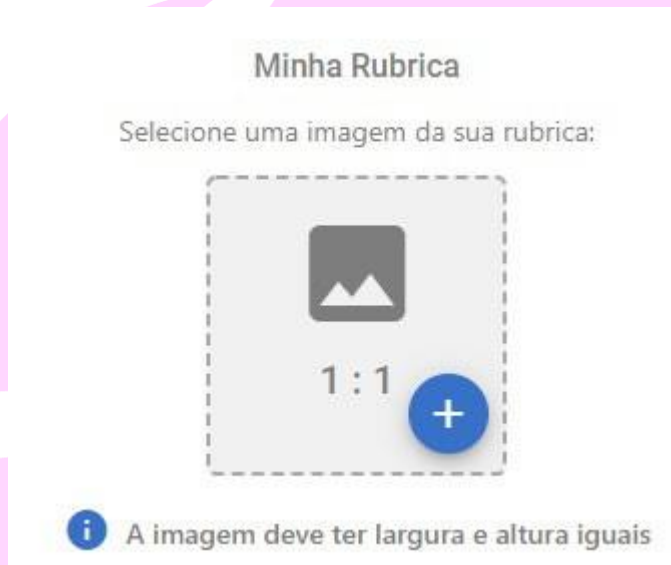 Minha Rubrica
Selecione uma imagem da sua rubrica:
1 : 1
+
i A imagem deve ter largura e altura iguais